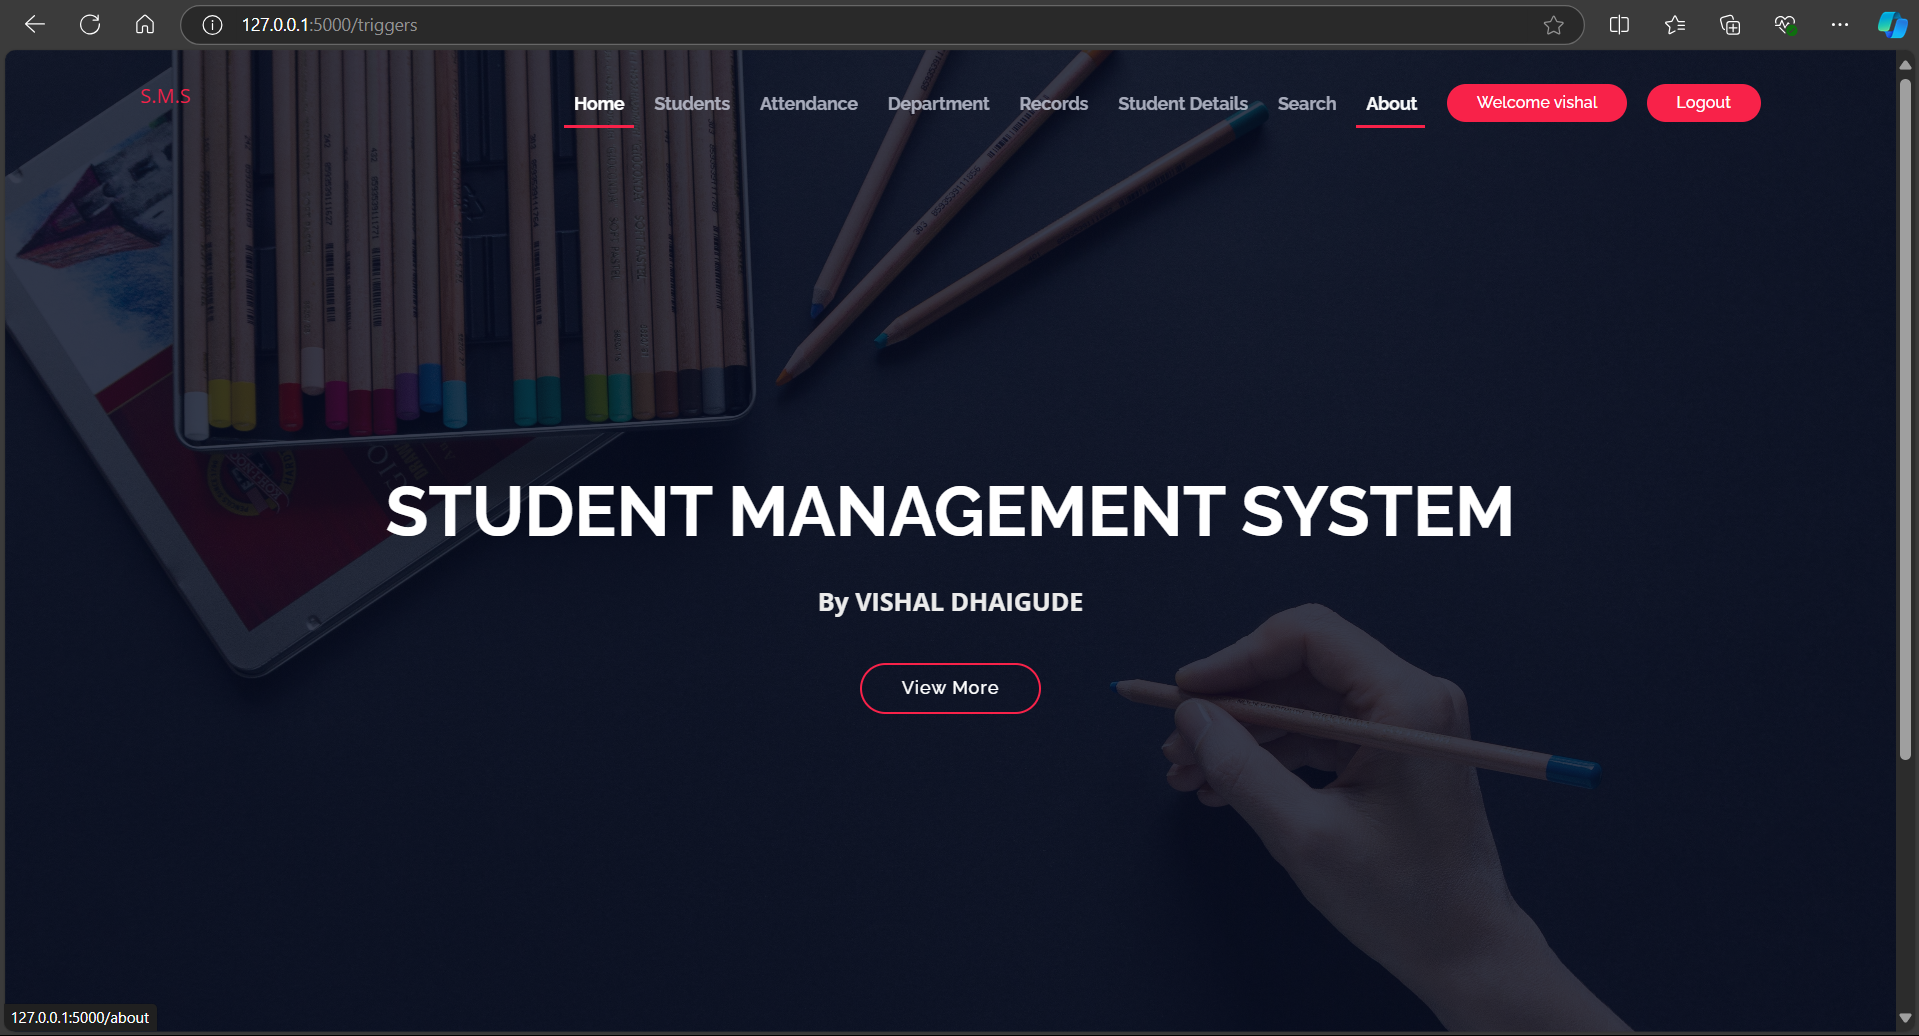 127.0.0.1:5000/triggers
S.M.S
Home Students Attendance Department Records Student Details Search About Welcome vishal Logout
STUDENT MANAGEMENT SYSTEM
By VISHAL DHAIGUDE
View More
127.0.0.1:5000/about